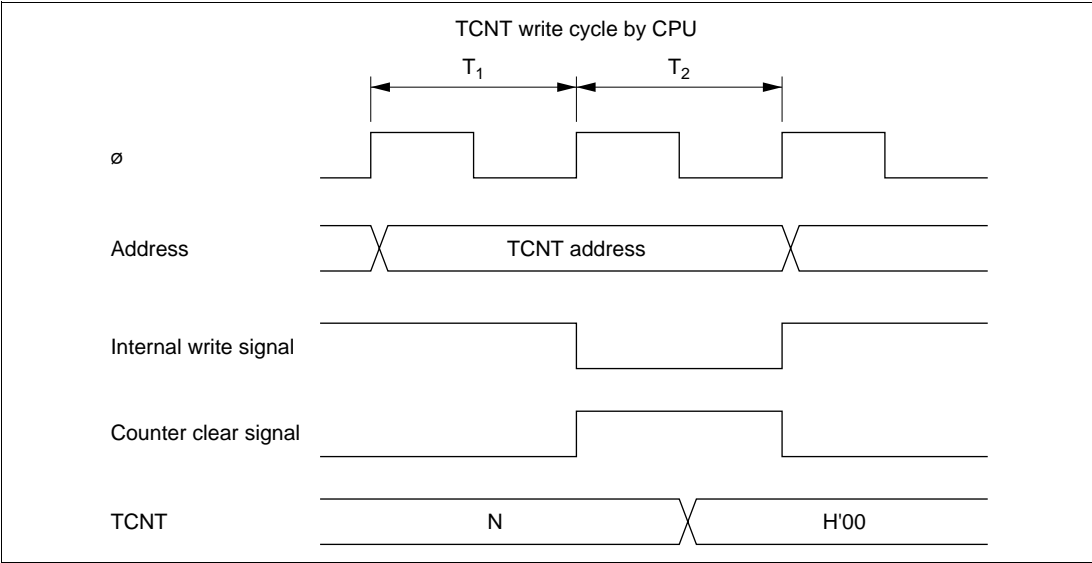 TCNT write cycle by CPU
T1 T2
ø
Address TCNT address
Internal write signal
Counter clear signal
TCNT N H'00